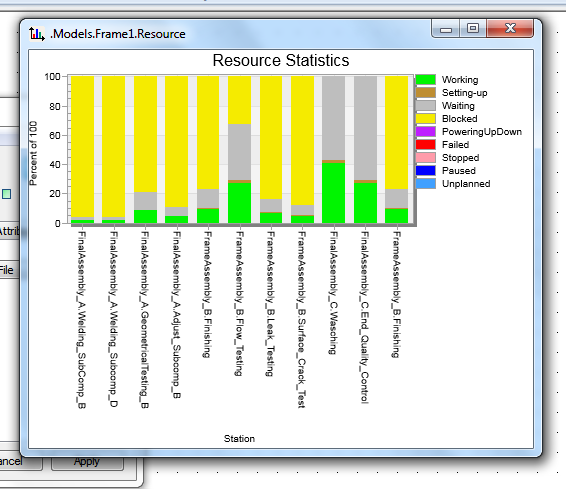 .Models.Frame1.Resource
Resource Statistics
Percent of 100
100
80
60
40
20
0
Working
Setting-up
Waiting
Blocked
PoweringUpDown
Failed
Stopped
Paused
Unplanned
FinalAssembly_A.Welding_SubComp_B
FinalAssembly_A.Welding_Subcomp_D
FinalAssembly_A.GeometricalTesting_B
FinalAssembly_A.Adjust_Subcomp_B
FrameAssembly_B.Finishing
FrameAssembly_B.Flow_Testing
FrameAssembly_B.Leak_Testing
FrameAssembly_B.Surface_Crack_Test
FinalAssembly_C.Wasching
FinalAssembly_C.End_Quality_Control
FrameAssembly_B.Finishing
Station
Attrib
File
ancel
Apply